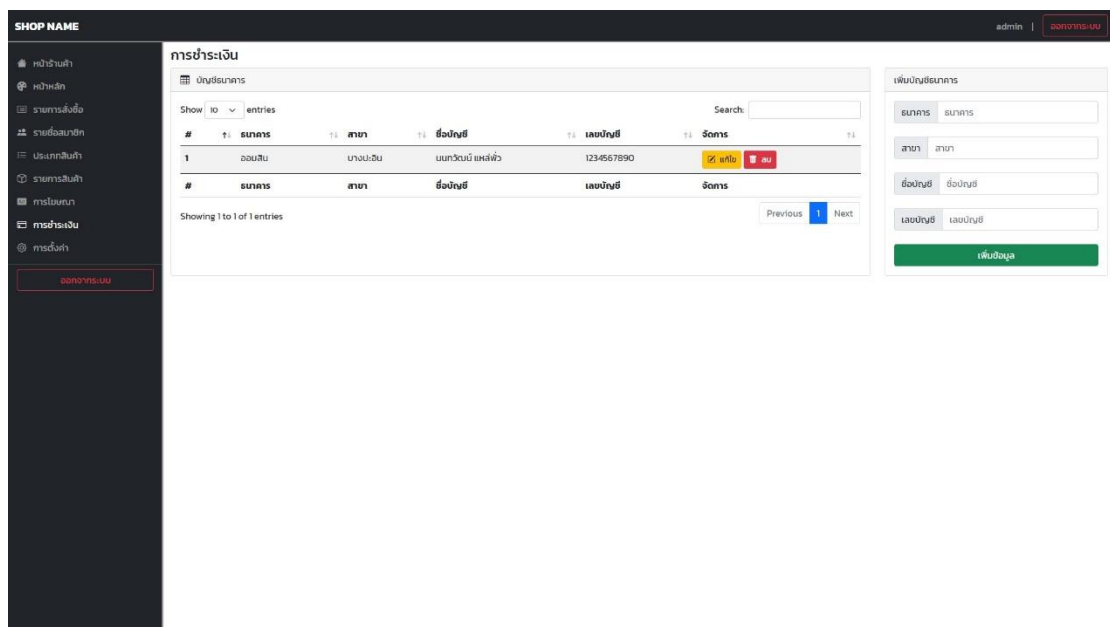 SHOP NAME
admin | ออกจากระบบ
หน้าร้านค้า
หน้าหลัก
รายการสั่งซื้อ
รายชื่อสมาชิก
ประเภทสินค้า
รายการสินค้า
การโฆษณา
การชำระเงิน
การตั้งค่า
ออกจากระบบ
การชำระเงิน
บัญชีธนาคาร
Show 10 entries
Search:
# ธนาคาร สาขา ชื่อบัญชี เลขบัญชี จัดการ
1 ออมสิน บางปะอิน นนทวัฒน์ แหล่พั่ว 1234567890 แก้ไข ลบ
# ธนาคาร สาขา ชื่อบัญชี เลขบัญชี จัดการ
Showing 1 to 1 of 1 entries
Previous 1 Next
เพิ่มบัญชีธนาคาร
ธนาคาร ธนาคาร
สาขา สาขา
ชื่อบัญชี ชื่อบัญชี
เลขบัญชี เลขบัญชี
เพิ่มข้อมูล